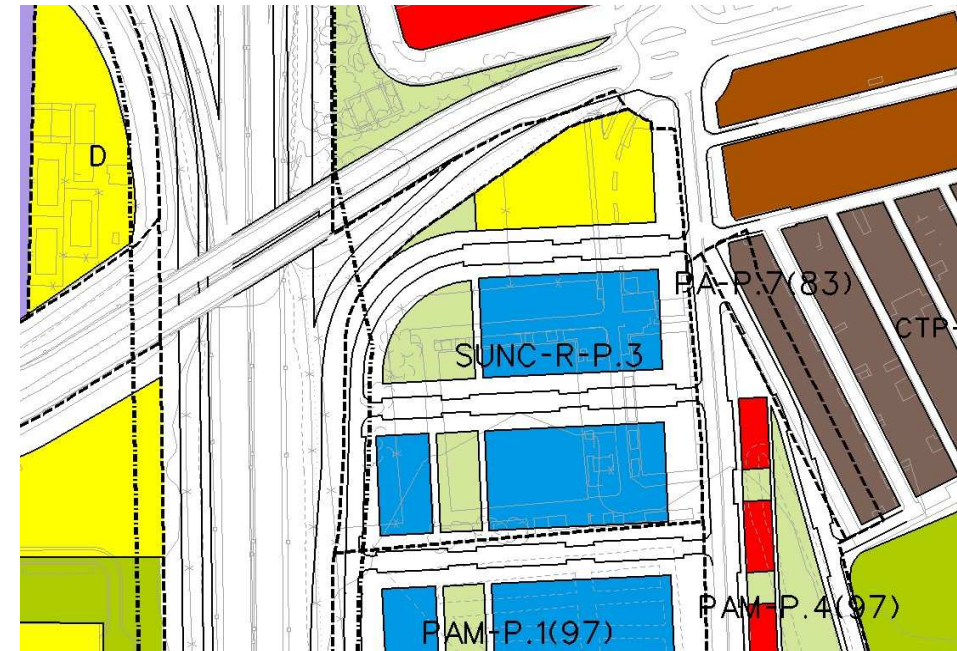 D
PA-P.7(83)
CTP-
SUNC-R-P.3
PAM-P.4(97)
PAM-P.1(97)